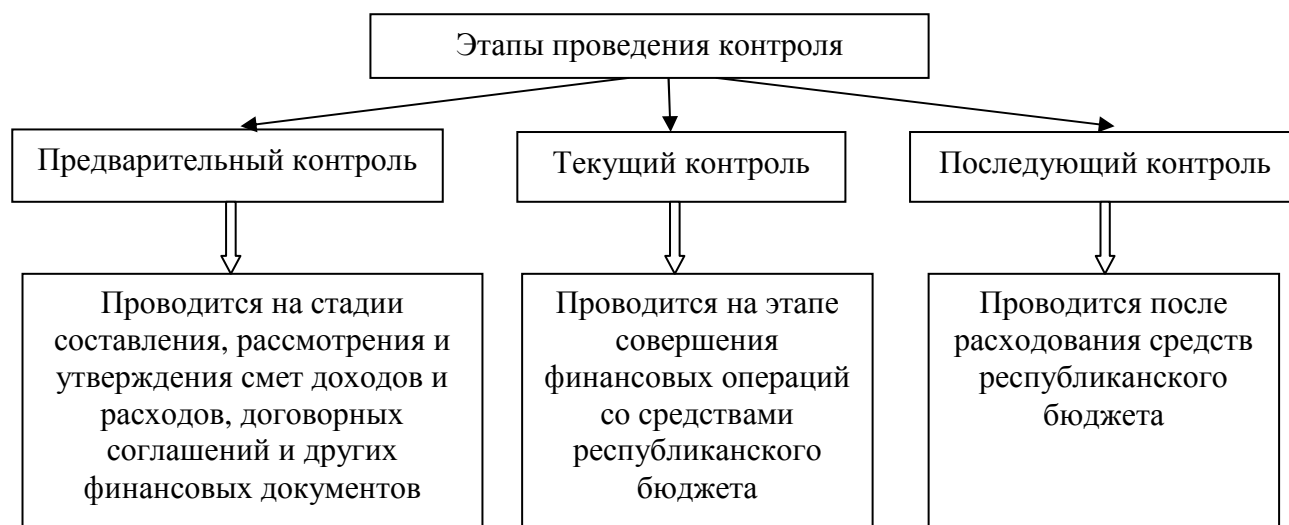 Этапы проведения контроля
Предварительный контроль
Текущий контроль
Последующий контроль
Проводится на стадии
составления, рассмотрения и
утверждения смет доходов и
расходов, договорных
соглашений и других
финансовых документов
Проводится на этапе
совершения
финансовых операций
со средствами
республиканского
бюджета
Проводится после
расходования средств
республиканского
бюджета